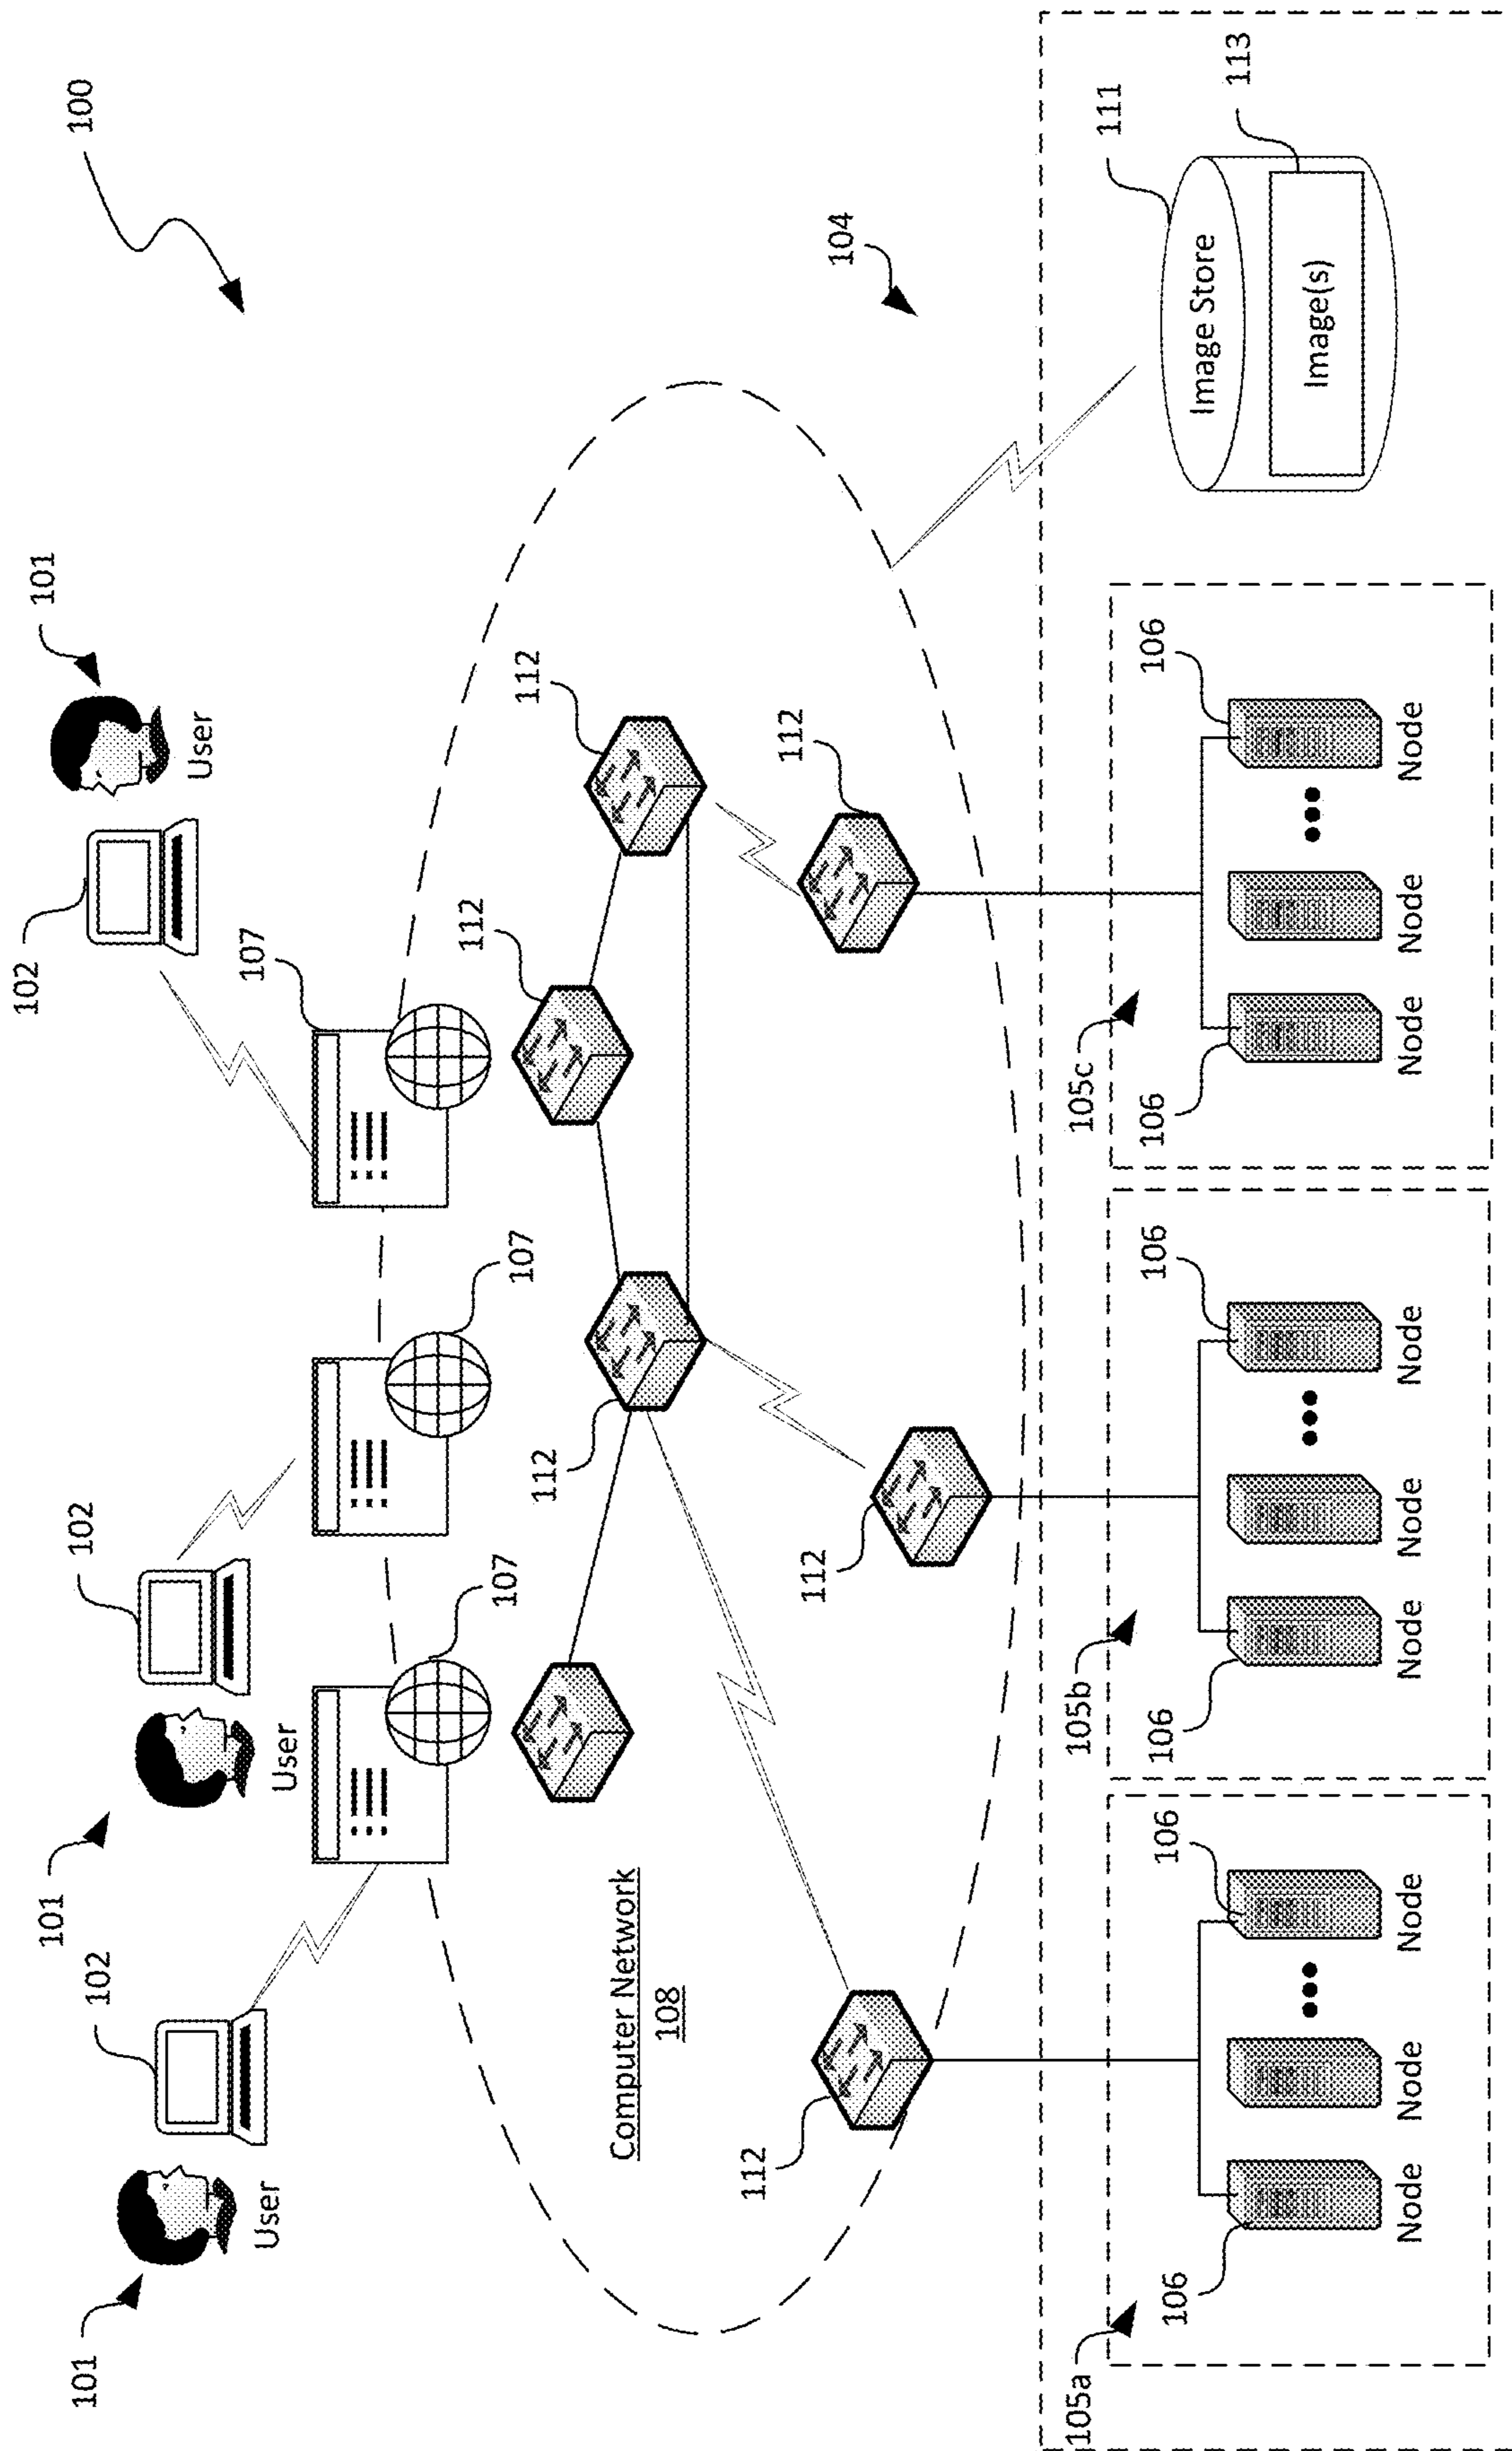 102
101
101
101
102
100
102
User
User
User
107
112
107
107
112
112
Computer Network
108
112
112
112
104
105a
105b
105c
111
106
106
106
106
106
106
Image Store
113
Image(s)
Node
Node
Node
Node
Node
Node
Node
Node
Node